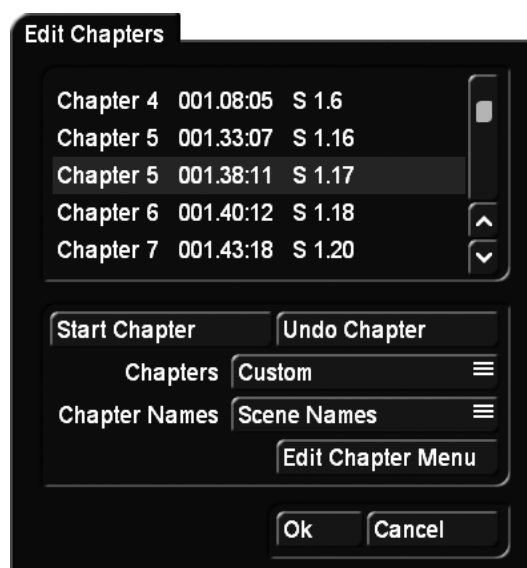 Edit Chapters
Chapter 4 001.08:05 S 1.6
Chapter 5 001.33:07 S 1.16
Chapter 5 001.38:11 S 1.17
Chapter 6 001.40:12 S 1.18
Chapter 7 001.43:18 S 1.20
Start Chapter Undo Chapter
Chapters Custom
Chapter Names Scene Names
Edit Chapter Menu
Ok Cancel